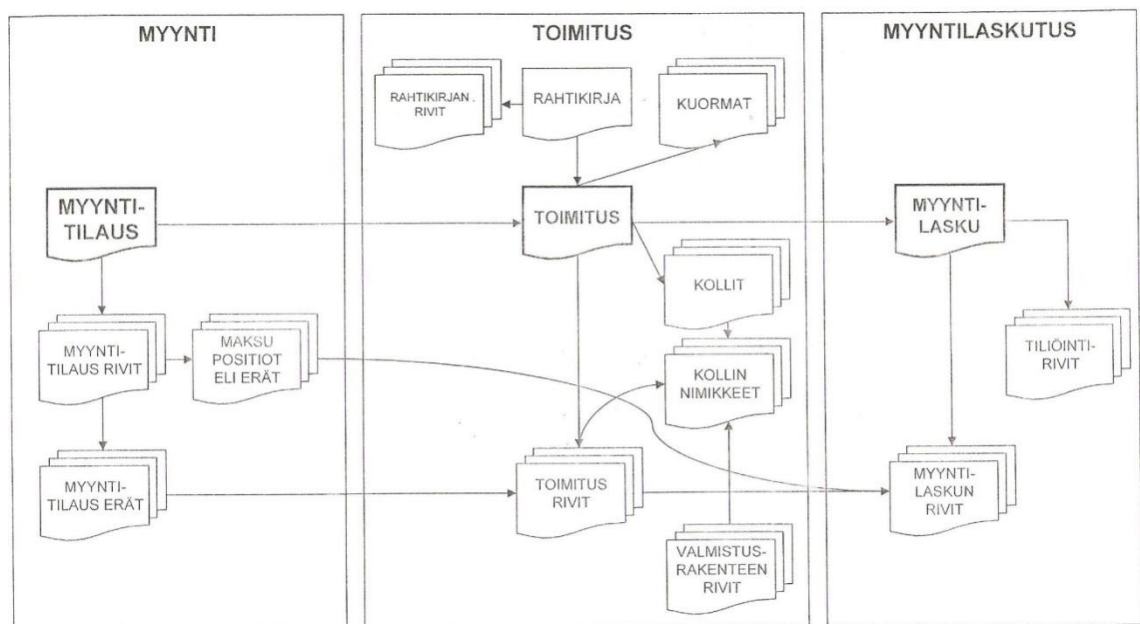 MYYNTI
TOIMITUS
MYYNTILASKUTUS
RAHTIKIRJAN
RIVIT
RAHTIKIRJA
KUORMAT
MYYNTI-
TILAUS
TOIMITUS
MYYNTI-
LASKU
KOLLIT
MYYNTI-
TILAUS RIVIT
MAKSU
POSITIOT
ELI ERÄT
KOLLIN
NIMIKKEET
TILIÖINTI-
RIVIT
MYYNTI-
TILAUS ERÄT
TOIMITUS
RIVIT
MYYNTI-
LASKUN
RIVIT
VALMISTUS-
RAKENTEEN
RIVIT